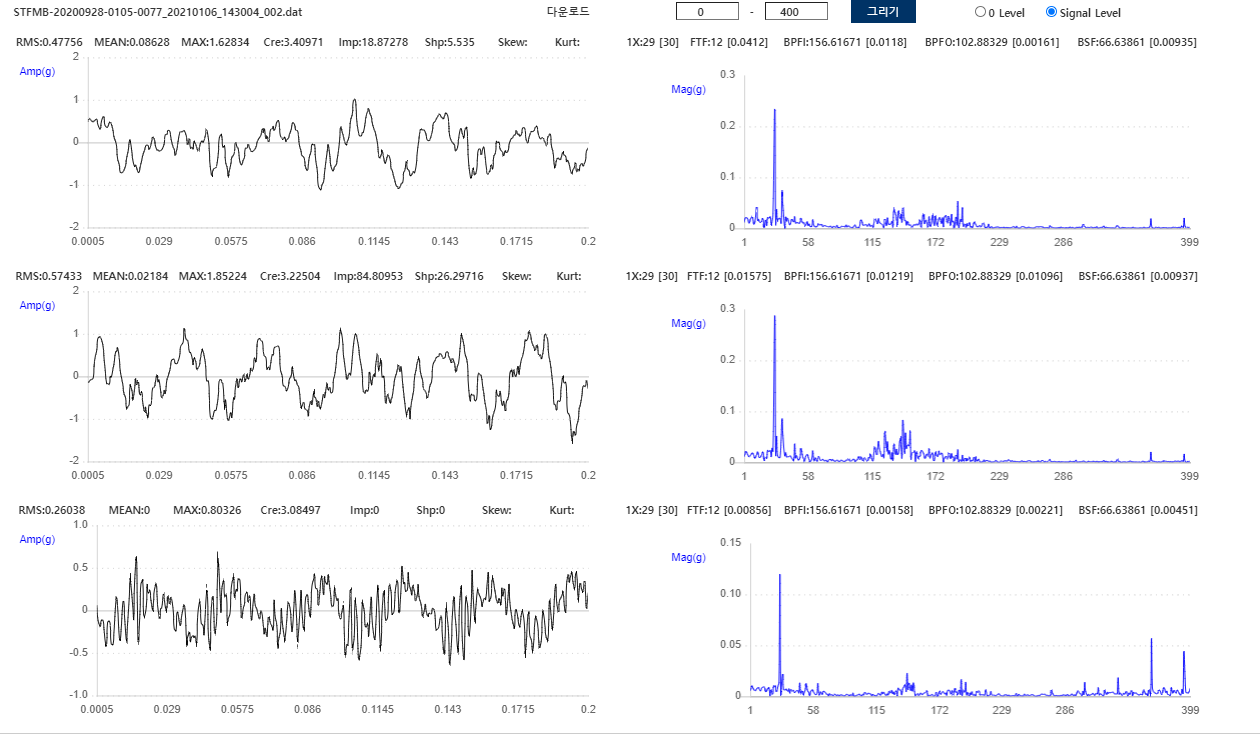 STFMB-20200928-0105-0077_20210106_143004_002.dat 다운로드 0 - 400 그리기 0 Level Signal Level
RMS:0.47756 MEAN:0.08628 MAX:1.62834 Cre:3.40971 Imp:18.87278 Shp:5.535 Skew: Kurt:
Amp(g)
2
1
0
-1
-2
0.0005 0.029 0.0575 0.086 0.1145 0.143 0.1715 0.2
1X:29 [30] FTF:12 [0.0412] BPFI:156.61671 [0.0118] BPFO:102.88329 [0.00161] BSF:66.63861 [0.00935]
Mag(g)
0.3
0.2
0.1
0
1 58 115 172 229 286 399
RMS:0.57433 MEAN:0.02184 MAX:1.85224 Cre:3.22504 Imp:84.80953 Shp:26.29716 Skew: Kurt:
Amp(g)
2
1
0
-1
-2
0.0005 0.029 0.0575 0.086 0.1145 0.143 0.1715 0.2
1X:29 [30] FTF:12 [0.01575] BPFI:156.61671 [0.01219] BPFO:102.88329 [0.01096] BSF:66.63861 [0.00937]
Mag(g)
0.3
0.2
0.1
0
1 58 115 172 229 286 399
RMS:0.26038 MEAN:0 MAX:0.80326 Cre:3.08497 Imp:0 Shp:0 Skew: Kurt:
Amp(g)
1.0
0.5
0
-0.5
-1.0
0.0005 0.029 0.0575 0.086 0.1145 0.143 0.1715 0.2
1X:29 [30] FTF:12 [0.00856] BPFI:156.61671 [0.00158] BPFO:102.88329 [0.00221] BSF:66.63861 [0.00451]
Mag(g)
0.15
0.10
0.05
0
1 58 115 172 229 286 399